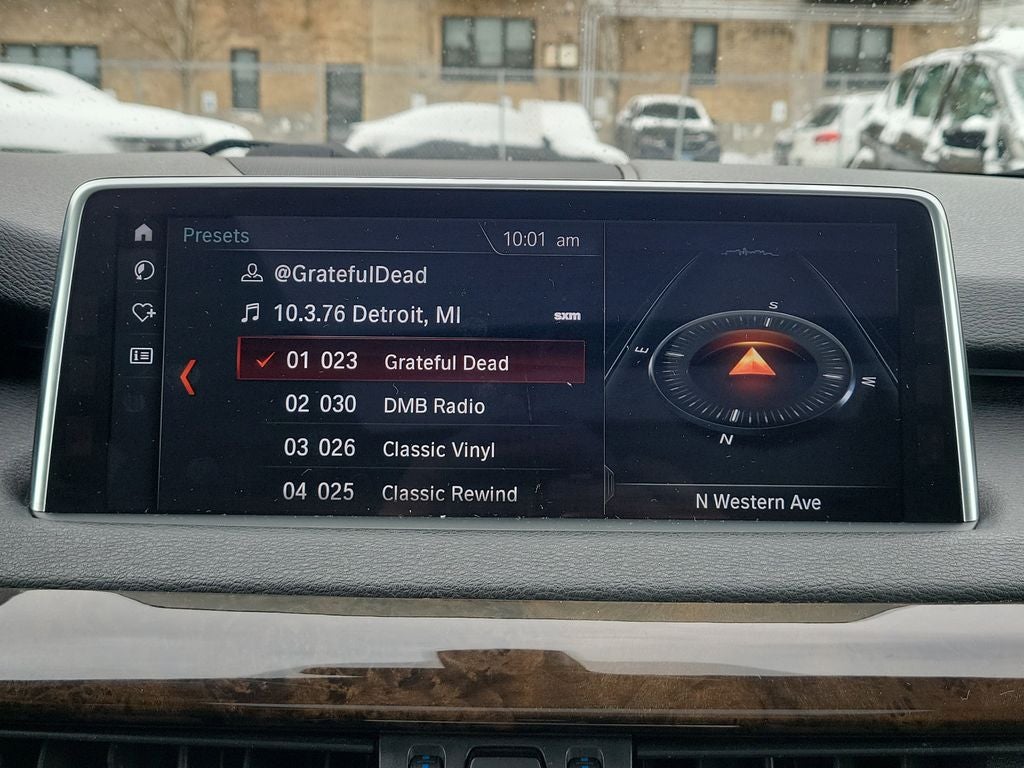 Presets
10:01 am
@GratefulDead
10.3.76 Detroit, MI
sxm
01 023 Grateful Dead
02 030 DMB Radio
03 026 Classic Vinyl
04 025 Classic Rewind
S
E
W
N
N Western Ave